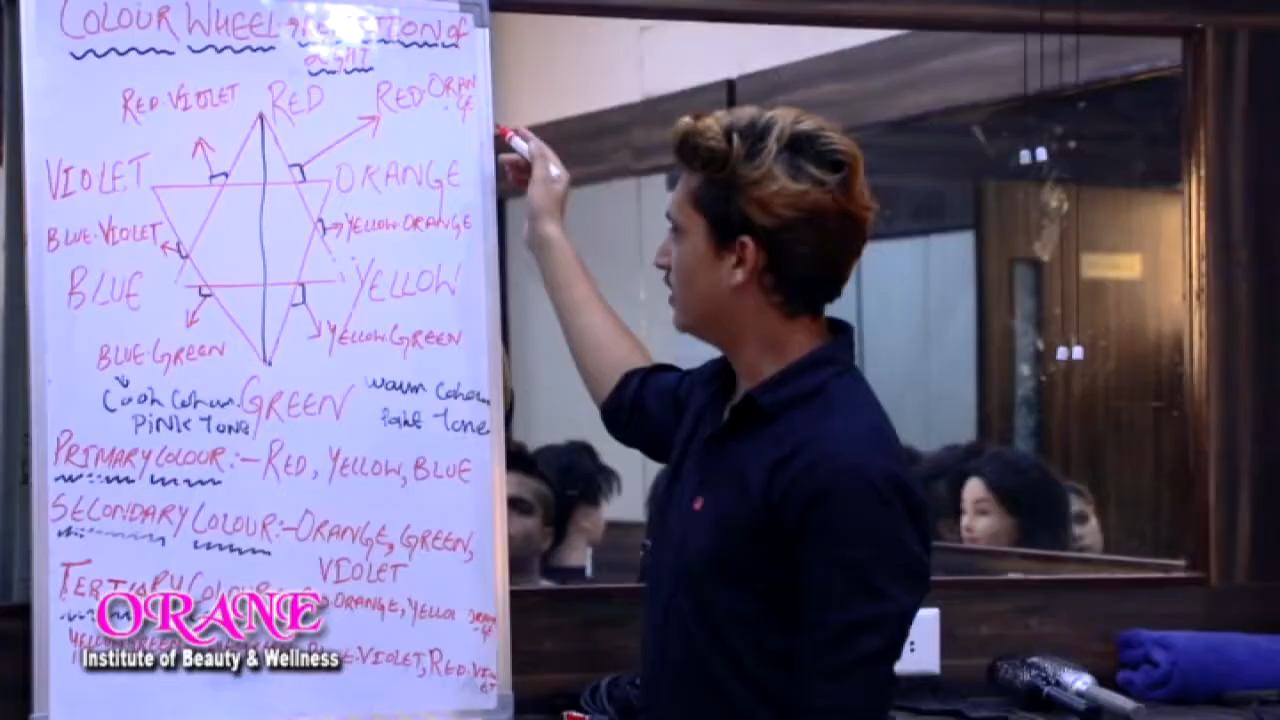 COLOUR WHEEL
RED VIOLET RED RED-ORANGE
VIOLET ORANGE
BLUE-VIOLET YELLOW-ORANGE
BLUE YELLOW
BLUE-GREEN YELLOW-GREEN
GREEN
PINK TONE
PRIMARY COLOUR:- RED, YELLOW, BLUE
SECONDARY COLOUR:- ORANGE, GREEN,
VIOLET
ORANGE, YELLO
ORANE
VIOLET, RED-VIO
Institute of Beauty & Wellness